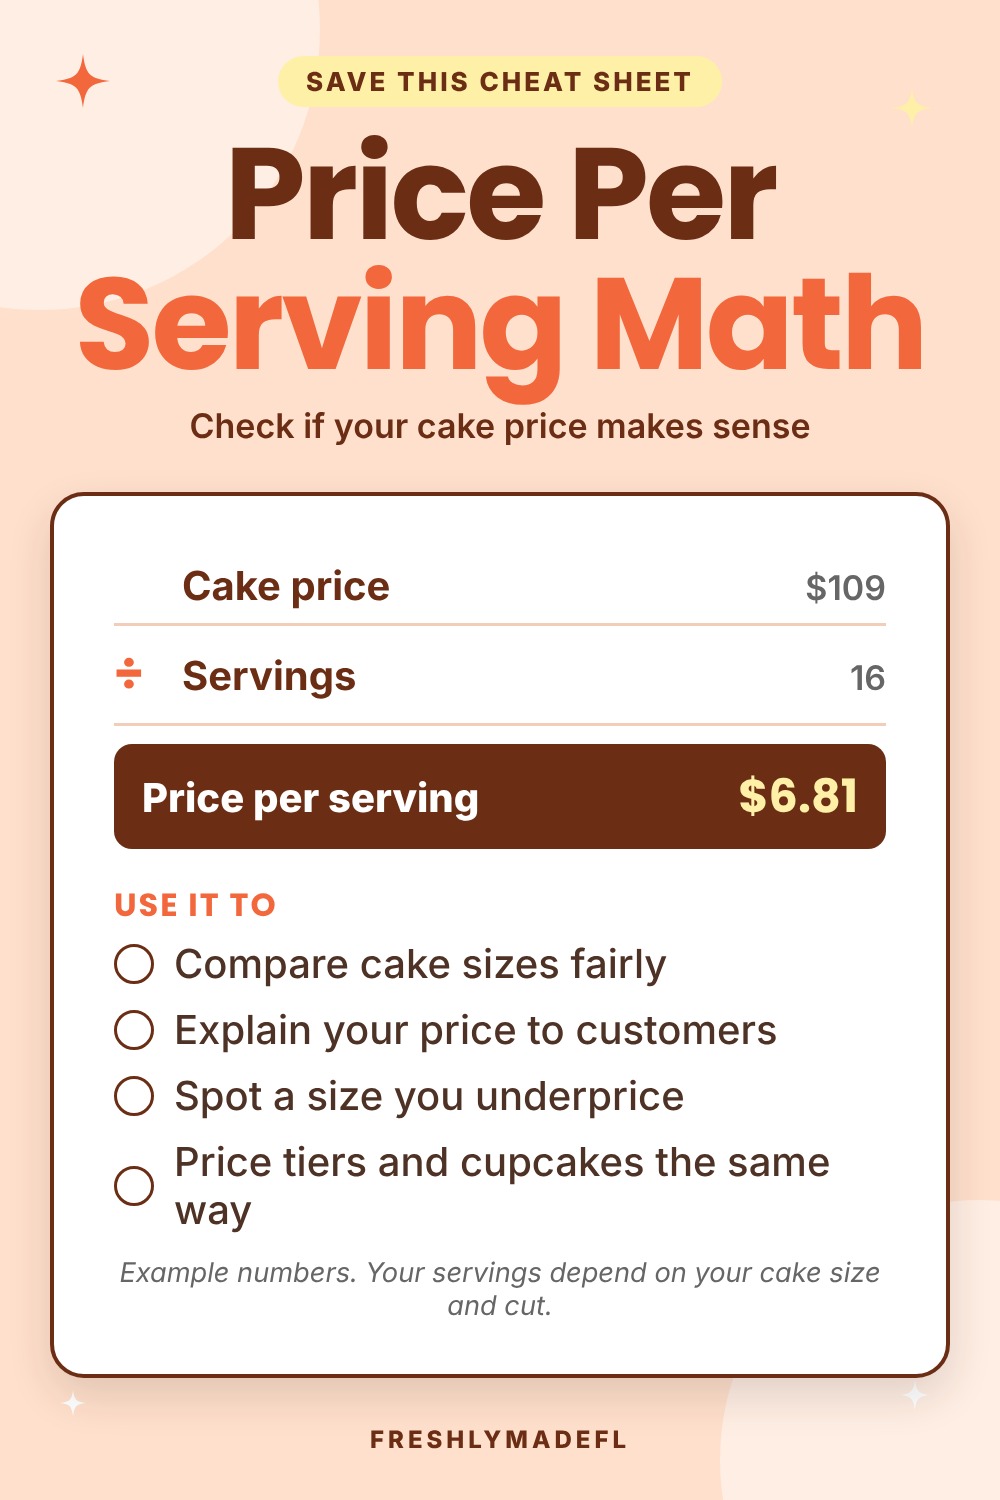 SAVE THIS CHEAT SHEET
Price Per
Serving Math
Check if your cake price makes sense
Cake price $109
÷ Servings 16
Price per serving $6.81
USE IT TO
Compare cake sizes fairly
Explain your price to customers
Spot a size you underprice
Price tiers and cupcakes the same
way
Example numbers. Your servings depend on your cake size
and cut.
FRESHLYMADEFL